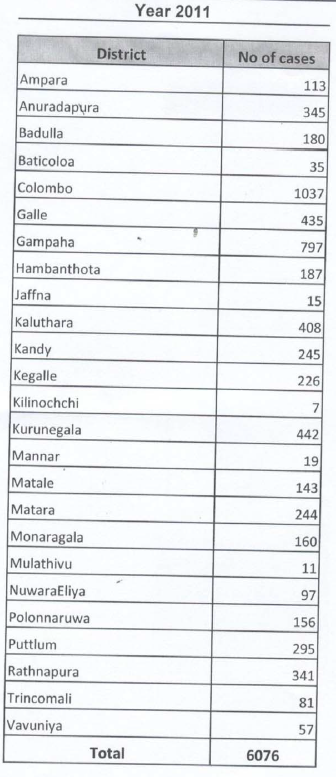 Year 2011
District No of cases
Ampara 113
Anuradapura 345
Badulla 180
Baticoloa 35
Colombo 1037
Galle 435
Gampaha 797
Hambanthota 187
Jaffna 15
Kaluthara 408
Kandy 245
Kegalle 226
Kilinochchi 7
Kurunegala 442
Mannar 19
Matale 143
Matara 244
Monaragala 160
Mulathivu 11
NuwaraEliya 97
Polonnaruwa 156
Puttlum 295
Rathnapura 341
Trincomali 81
Vavuniya 57
Total 6076